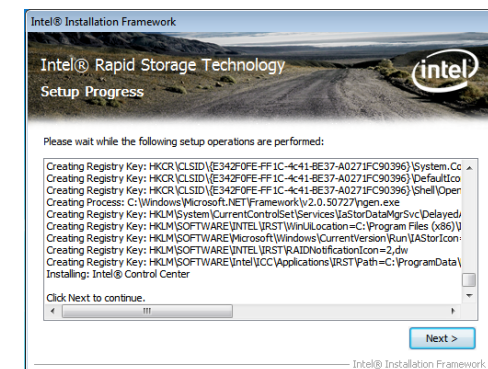 Intel® Installation Framework
Intel® Rapid Storage Technology
Setup Progress
intel
Please wait while the following setup operations are performed:
Creating Registry Key: HKCR\CLSID\{E342F0FE-FF1C-4c41-BE37-A0271FC90396}\System.Co
Creating Registry Key: HKCR\CLSID\{E342F0FE-FF1C-4c41-BE37-A0271FC90396}\DefaultIco
Creating Registry Key: HKCR\CLSID\{E342F0FE-FF1C-4c41-BE37-A0271FC90396}\Shell\Open
Creating Process: C:\Windows\Microsoft.NET\Framework\v2.0.50727\ngen.exe
Creating Registry Key: HKLM\System\CurrentControlSet\Services\IaStorDataMgrSvc\Delayed
Creating Registry Key: HKLM\SOFTWARE\INTEL\IRST\WinUiLocation=C:\Program Files (x86)\
Creating Registry Key: HKLM\SOFTWARE\Microsoft\Windows\CurrentVersion\Run\IAStorIcon=
Creating Registry Key: HKLM\SOFTWARE\INTEL\IRST\RAIDNotificationIcon=2,dw
Creating Registry Key: HKLM\SOFTWARE\Intel\ICC\Applications\IRST\Path=C:\ProgramData\
Installing: Intel® Control Center
Click Next to continue.
Next >
Intel® Installation Framework